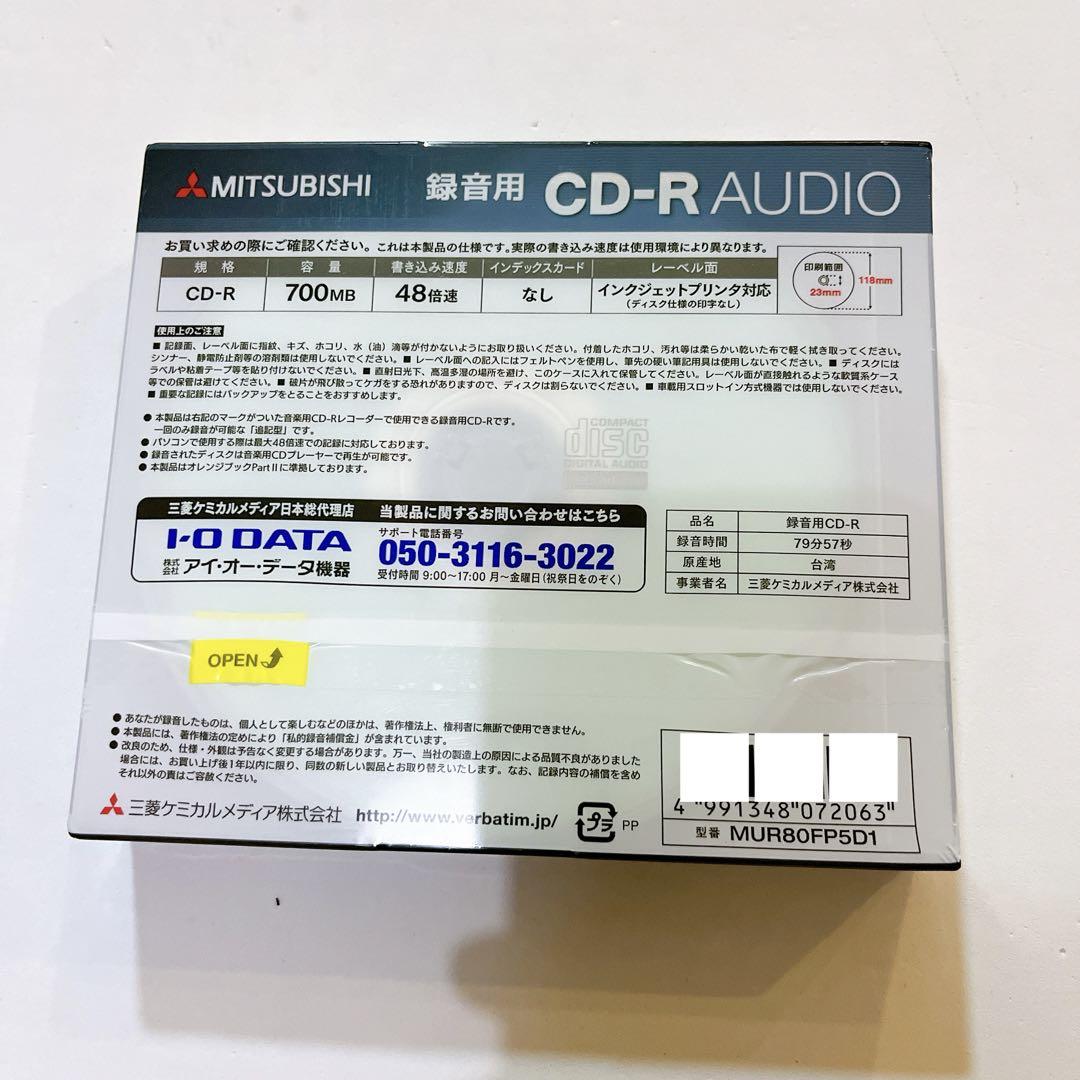 MITSUBISHI 録音用 CD-R AUDIO
お買い求めの際にご確認ください。これは本製品の仕様です。実際の書き込み速度は使用環境により異なります。
規格 容量 書き込み速度 インデックスカード レーベル面
CD-R 700MB 48倍速 なし インクジェットプリンタ対応
(ディスク仕様の印字なし)
印刷範囲
23mm
118mm
使用上のご注意
■ 記録面、レーベル面に指紋、キズ、ホコリ、水(油)滴等が付かないようにお取り扱いください。付着したホコリ、汚れ等は柔らかい乾いた布で軽く拭き取ってください。
シンナー、静電防止剤等の溶剤類は使用しないでください。■ レーベル面への記入にはフェルトペンを使用し、筆先の硬い筆記用具は使用しないでください。■ ディスクには
ラベルや粘着テープ等を貼り付けないでください。■ 直射日光下、高温多湿の場所を避け、このケースに入れて保管してください。レーベル面が直接触れるような軟質系ケース
等での保管は避けてください。■ 破片が飛び散ってケガをする恐れがありますので、ディスクは割らないでください。■ 車載用スロットイン方式機器では使用しないでください。
■ 重要な記録にはバックアップをとることをおすすめします。
● 本製品は右記のマークがついた音楽用CD-Rレコーダーで使用できる録音用CD-Rです。
一回のみ録音が可能な「追記型」です。
● パソコンで使用する際は最大48倍速での記録に対応しております。
● 録音されたディスクは音楽用CDプレーヤーで再生が可能です。
● 本製品はオレンジブックPartⅡに準拠しております。
COMPACT
disc
DIGITAL AUDIO
三菱ケミカルメディア日本総代理店 当製品に関するお問い合わせはこちら
I-O DATA
株式会社 アイ・オー・データ機器
サポート電話番号
050-3116-3022
受付時間 9:00〜17:00 月〜金曜日(祝祭日をのぞく)
品名 録音用CD-R
録音時間 79分57秒
原産地 台湾
事業者名 三菱ケミカルメディア株式会社
OPEN
● あなたが録音したものは、個人として楽しむなどのほかは、著作権法上、権利者に無断で使用できません。
● 本製品には、著作権法の定めにより「私的録音補償金」が含まれています。
● 改良のため、仕様・外観は予告なく変更する場合があります。万一、当社の製造上の原因による品質不良がありました
場合には、お買い上げ後1年以内に限り、同数の新しい製品とお取り替えいたします。なお、記録内容の補償を含め
それ以外の責はご容赦ください。
三菱ケミカルメディア株式会社 http://www.verbatim.jp/ プラ PP
4 "991348"072063"
型番 MUR80FP5D1